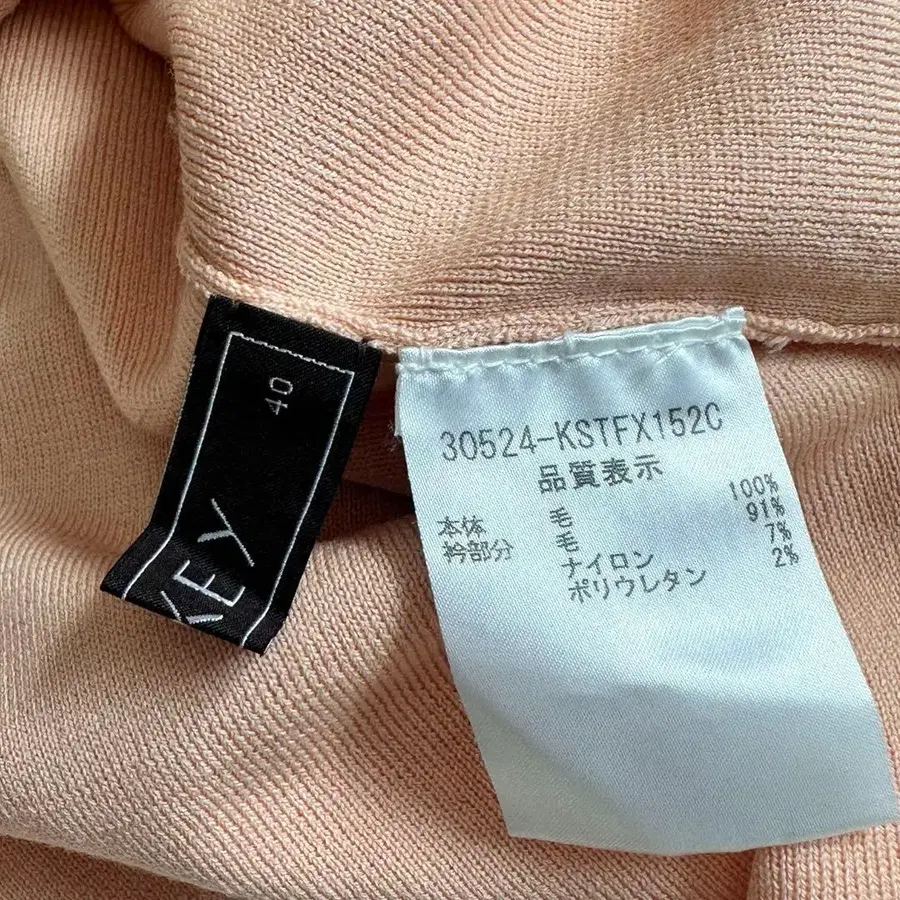 40
KEY
30524-KSTFX152C
品質表示
本体 毛 100%
衿部分 毛 91%
ナイロン 7%
ポリウレタン 2%